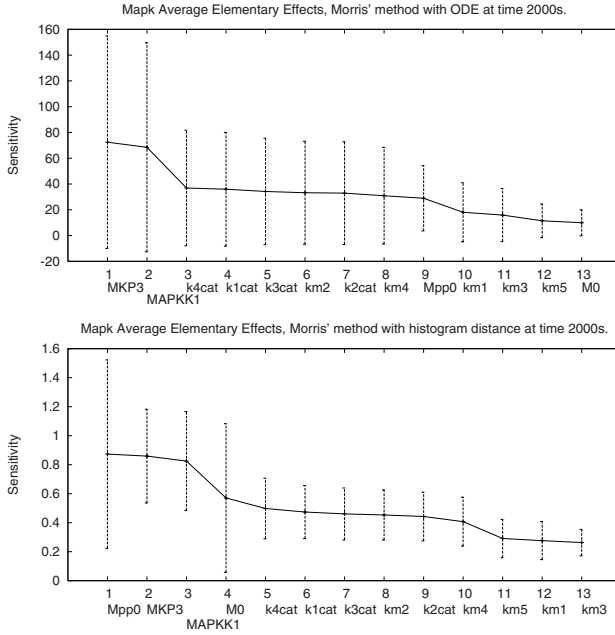 Mapk Average Elementary Effects, Morris' method with ODE at time 2000s.
160
140
120
100
80
60
40
20
0
-20
Sensitivity
1 2 3 4 5 6 7 8 9 10 11 12 13
MKP3 k4cat k1cat k3cat km2 k2cat km4 Mpp0 km1 km3 km5 M0
MAPKK1
Mapk Average Elementary Effects, Morris' method with histogram distance at time 2000s.
1.6
1.4
1.2
1
0.8
0.6
0.4
0.2
0
Sensitivity
1 2 3 4 5 6 7 8 9 10 11 12 13
Mpp0 MKP3 M0 k4cat k1cat k3cat km2 k2cat km4 km5 km1 km3
MAPKK1